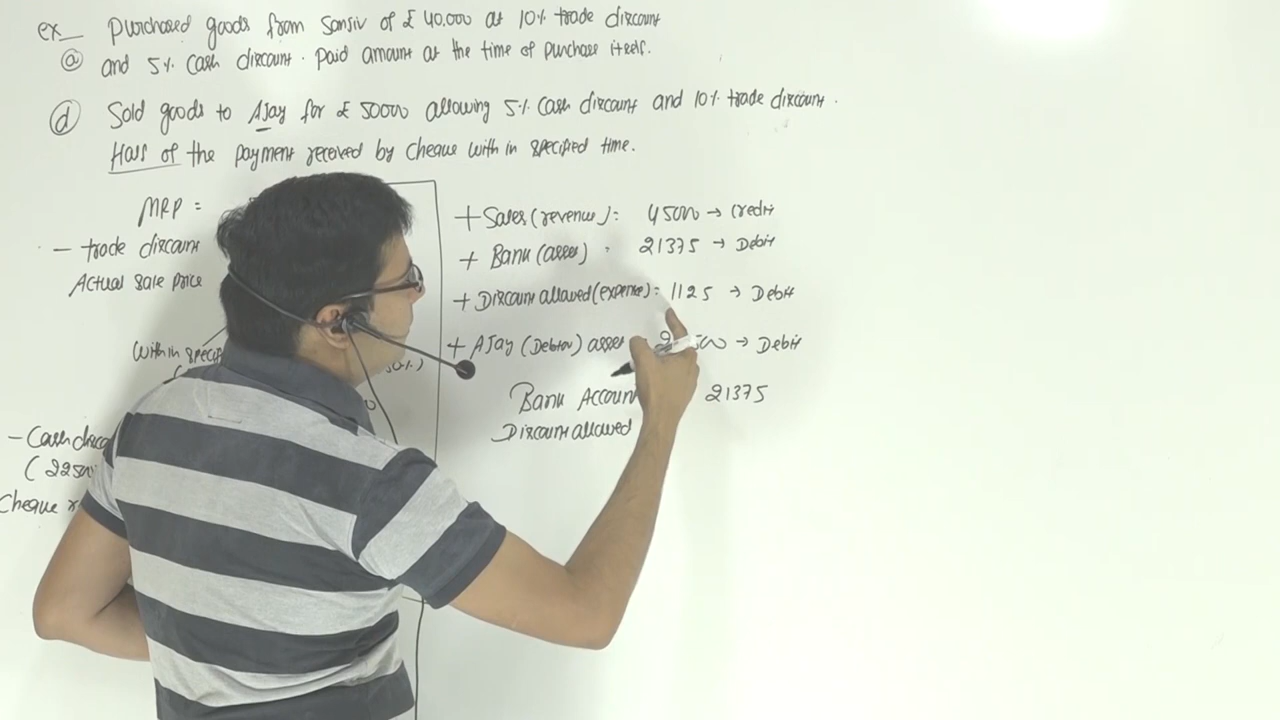 ex purchased goods from Sansiv of £ 40,000 at 10% trade discount
(a) and 5% cash discount. Paid amount at the time of purchase itself.
(d) Sold goods to Ajay for £ 50000 allowing 5% cash discount and 10% trade discount.
Half of the payment received by cheque with in specified time.
MRP =
- trade discount
Actual sale price
with in
- Cash
(2250
Cheque
+ Sales (revenue): 45000 → credit
+ Bank (asset): 21375 → Debit
+ Discount allowed (expense): 1125 → Debit
+ Ajay (Debtor) asset → Debit
Bank Account 21375
Discount allowed